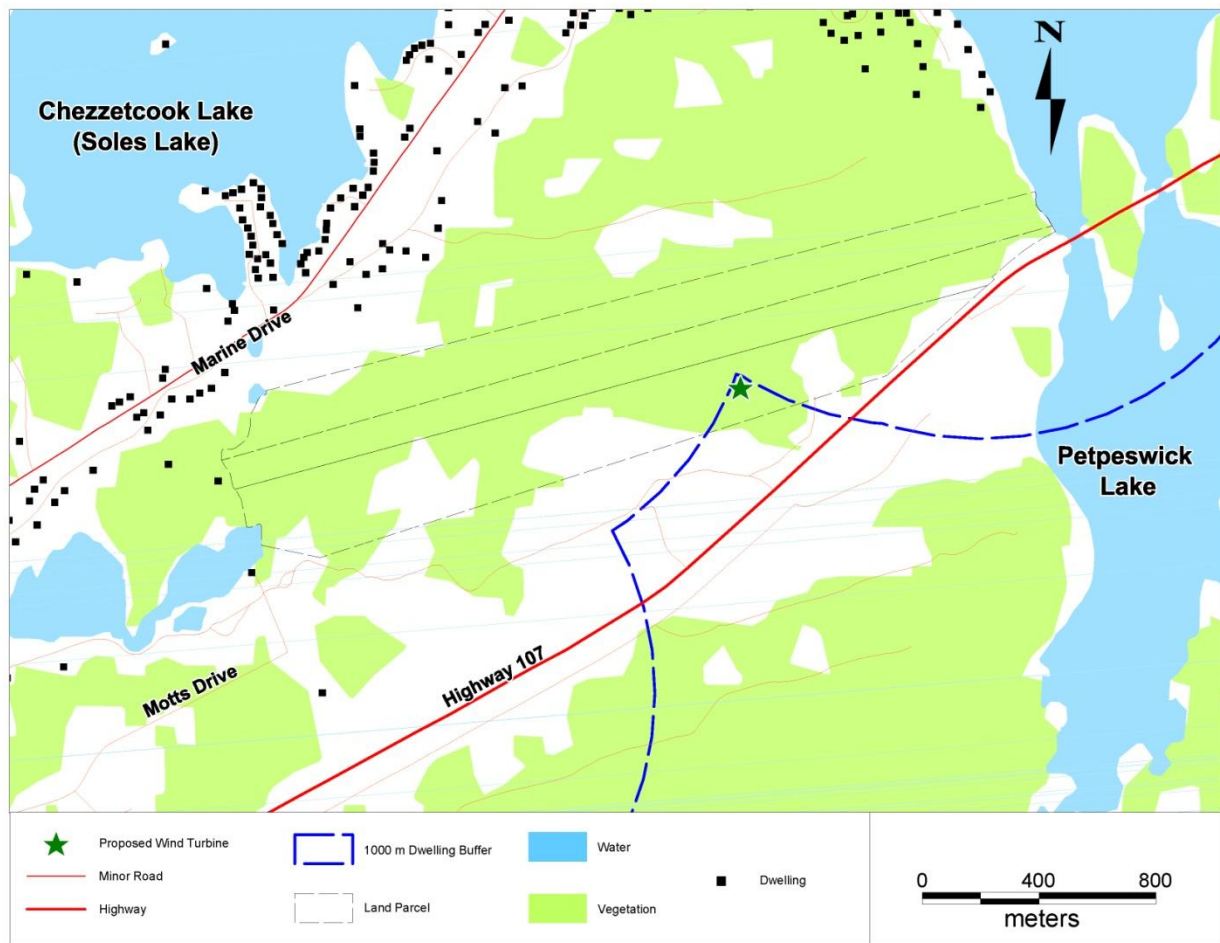 N
Chezzetcook Lake
(Soles Lake)
Marine Drive
Petpeswick
Lake
Highway 107
Motts Drive
Proposed Wind Turbine
Minor Road
Highway
1000 m Dwelling Buffer
Land Parcel
Water
Vegetation
Dwelling
0 400 800
meters